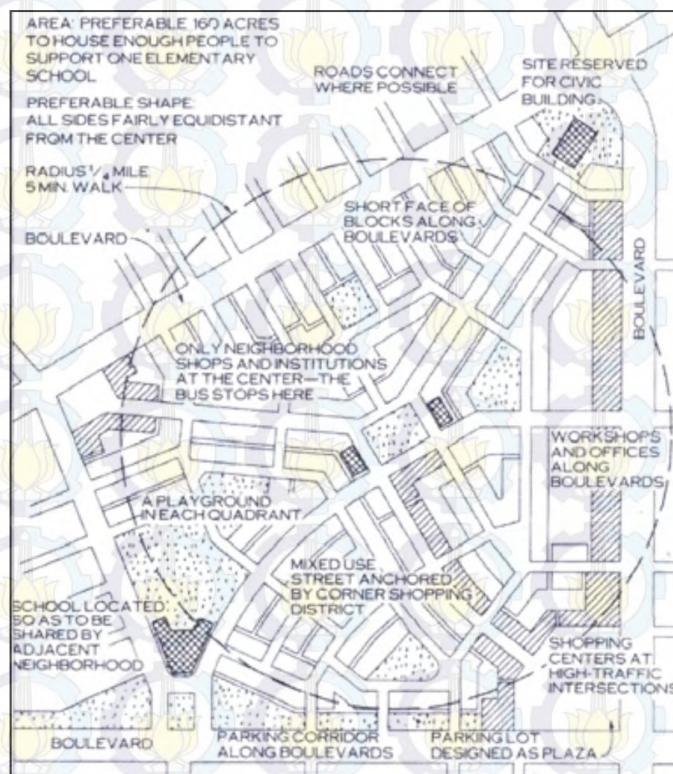 AREA: PREFERABLE 160 ACRES
TO HOUSE ENOUGH PEOPLE TO
SUPPORT ONE ELEMENTARY
SCHOOL
PREFERABLE SHAPE:
ALL SIDES FAIRLY EQUIDISTANT
FROM THE CENTER
RADIUS 1/4 MILE
5 MIN. WALK
BOULEVARD
ROADS CONNECT
WHERE POSSIBLE
SITE RESERVED
FOR CIVIC
BUILDING
SHORT FACE OF
BLOCKS ALONG
BOULEVARDS
BOULEVARD
ONLY NEIGHBORHOOD
SHOPS AND INSTITUTIONS
AT THE CENTER—THE
BUS STOPS HERE
WORKSHOPS
AND OFFICES
ALONG
BOULEVARDS
A PLAYGROUND
IN EACH QUADRANT
MIXED USE
STREET ANCHORED
BY CORNER SHOPPING
DISTRICT
SCHOOL LOCATED
SO AS TO BE
SHARED BY
ADJACENT
NEIGHBORHOOD
SHOPPING
CENTERS AT
HIGH-TRAFFIC
INTERSECTIONS
BOULEVARD
PARKING CORRIDOR
ALONG BOULEVARDS
PARKING LOT
DESIGNED AS PLAZA